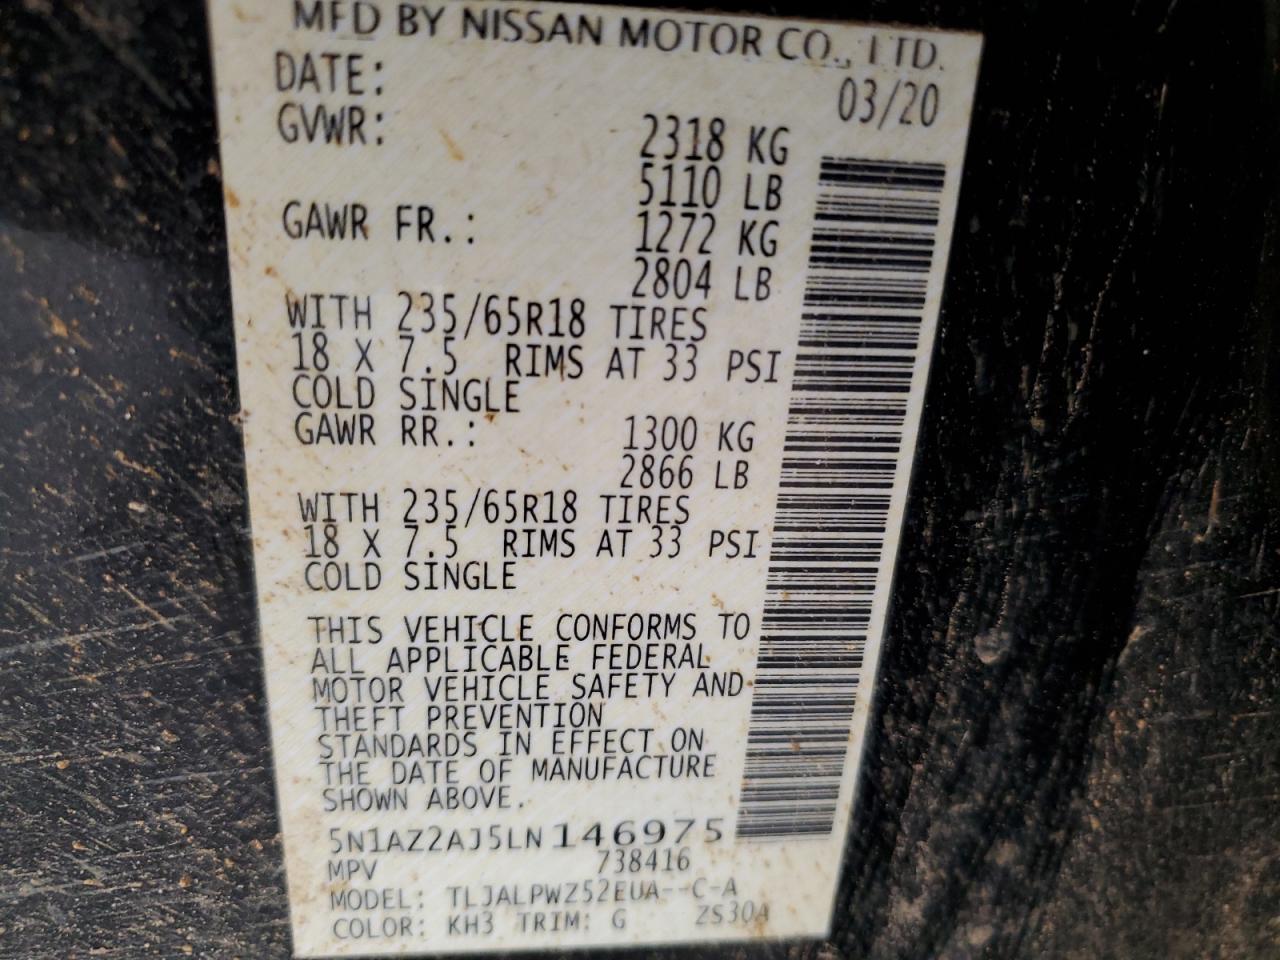 MFD BY NISSAN MOTOR CO., LTD.
DATE: 03/20
GVWR: 2318 KG
5110 LB
GAWR FR.: 1272 KG
2804 LB
WITH 235/65R18 TIRES
18 X 7.5 RIMS AT 33 PSI
COLD SINGLE
GAWR RR.: 1300 KG
2866 LB
WITH 235/65R18 TIRES
18 X 7.5 RIMS AT 33 PSI
COLD SINGLE
THIS VEHICLE CONFORMS TO
ALL APPLICABLE FEDERAL
MOTOR VEHICLE SAFETY AND
THEFT PREVENTION
STANDARDS IN EFFECT ON
THE DATE OF MANUFACTURE
SHOWN ABOVE.
5N1AZ2AJ5LN146975
MPV 738416
MODEL: TLJALPWZ52EUA--C-A
COLOR: KH3 TRIM: G ZS30A